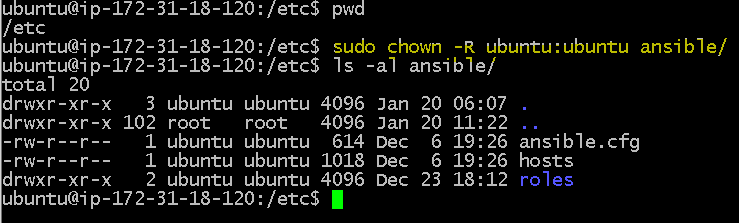 ubuntu@ip-172-31-18-120:/etc$ pwd
/etc
ubuntu@ip-172-31-18-120:/etc$ sudo chown -R ubuntu:ubuntu ansible/
ubuntu@ip-172-31-18-120:/etc$ ls -al ansible/
total 20
drwxr-xr-x   3 ubuntu ubuntu 4096 Jan 20 06:07 .
drwxr-xr-x 102 root   root   4096 Jan 20 11:22 ..
-rw-r--r--   1 ubuntu ubuntu  614 Dec  6 19:26 ansible.cfg
-rw-r--r--   1 ubuntu ubuntu 1018 Dec  6 19:26 hosts
drwxr-xr-x   2 ubuntu ubuntu 4096 Dec 23 18:12 roles
ubuntu@ip-172-31-18-120:/etc$